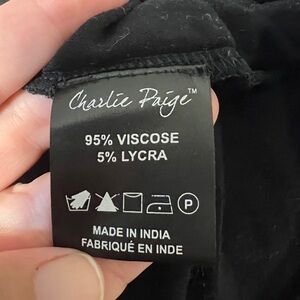 Charlie Paige™
95% VISCOSE
5% LYCRA
P
MADE IN INDIA
FABRIQUÉ EN INDE